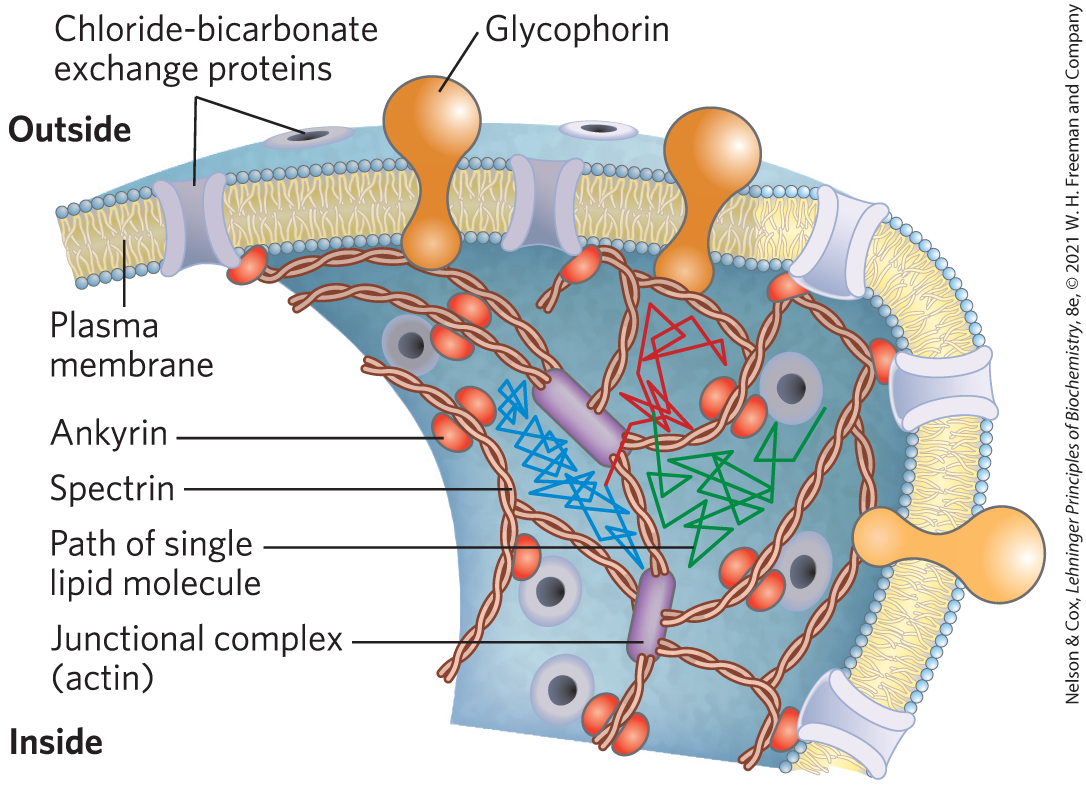 Chloride-bicarbonate
exchange proteins
Glycophorin
Outside
Plasma
membrane
Ankyrin
Spectrin
Path of single
lipid molecule
Junctional complex
(actin)
Inside
Nelson & Cox, Lehninger Principles of Biochemistry, 8e, © 2021 W. H. Freeman and Company